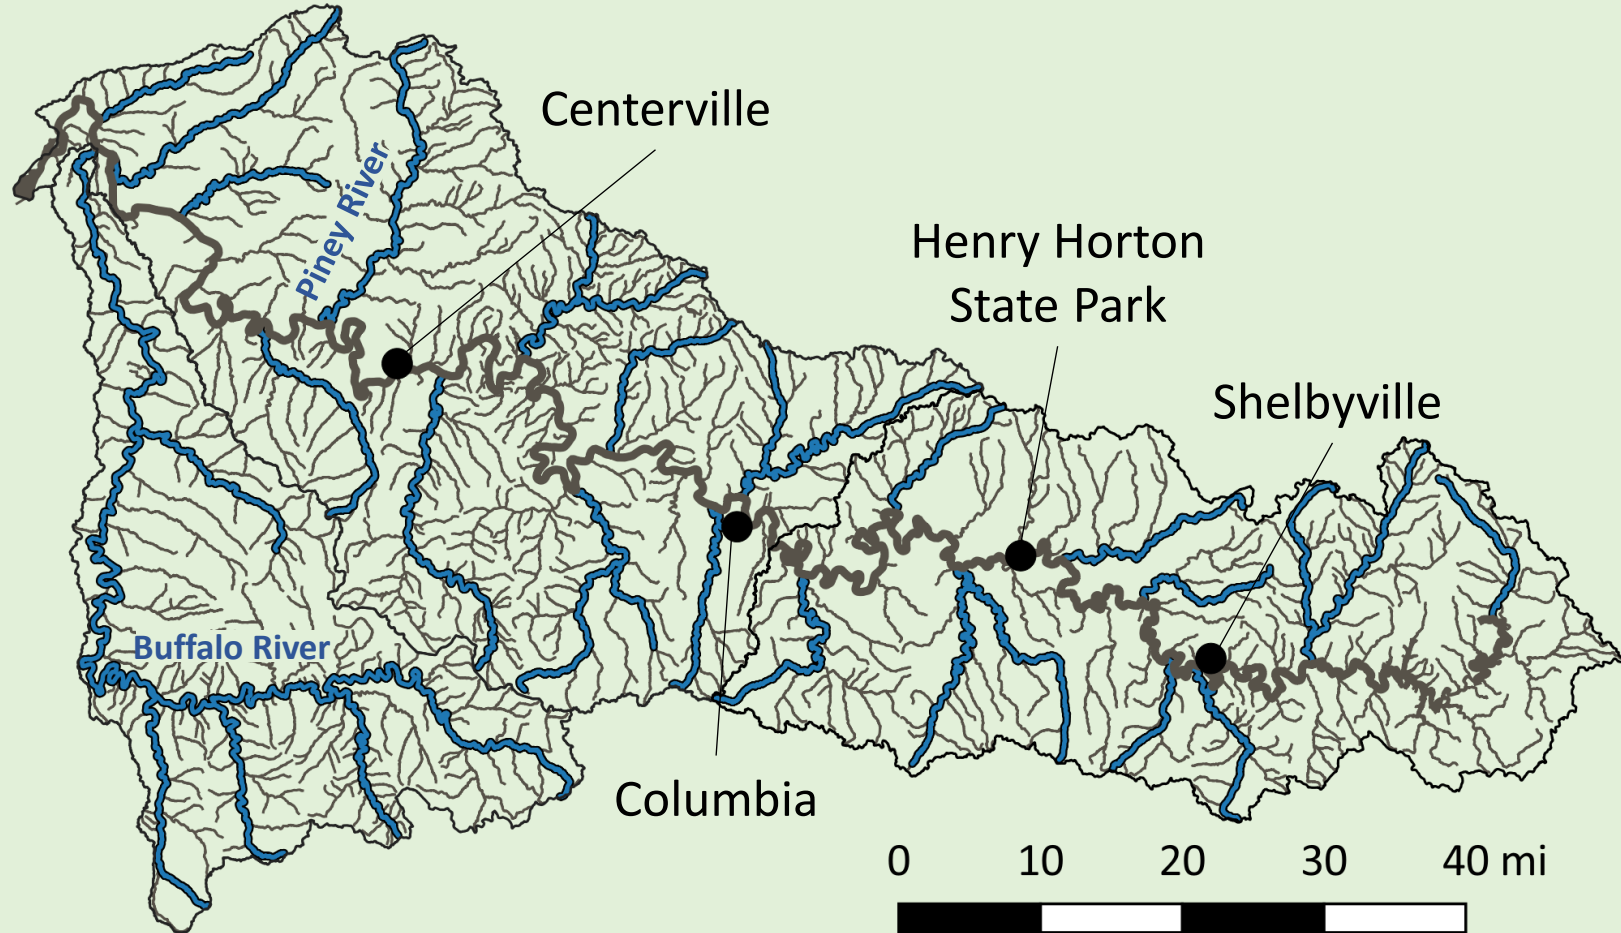 Centerville
Piney River
Henry Horton
State Park
Shelbyville
Buffalo River
Columbia
0 10 20 30 40 mi